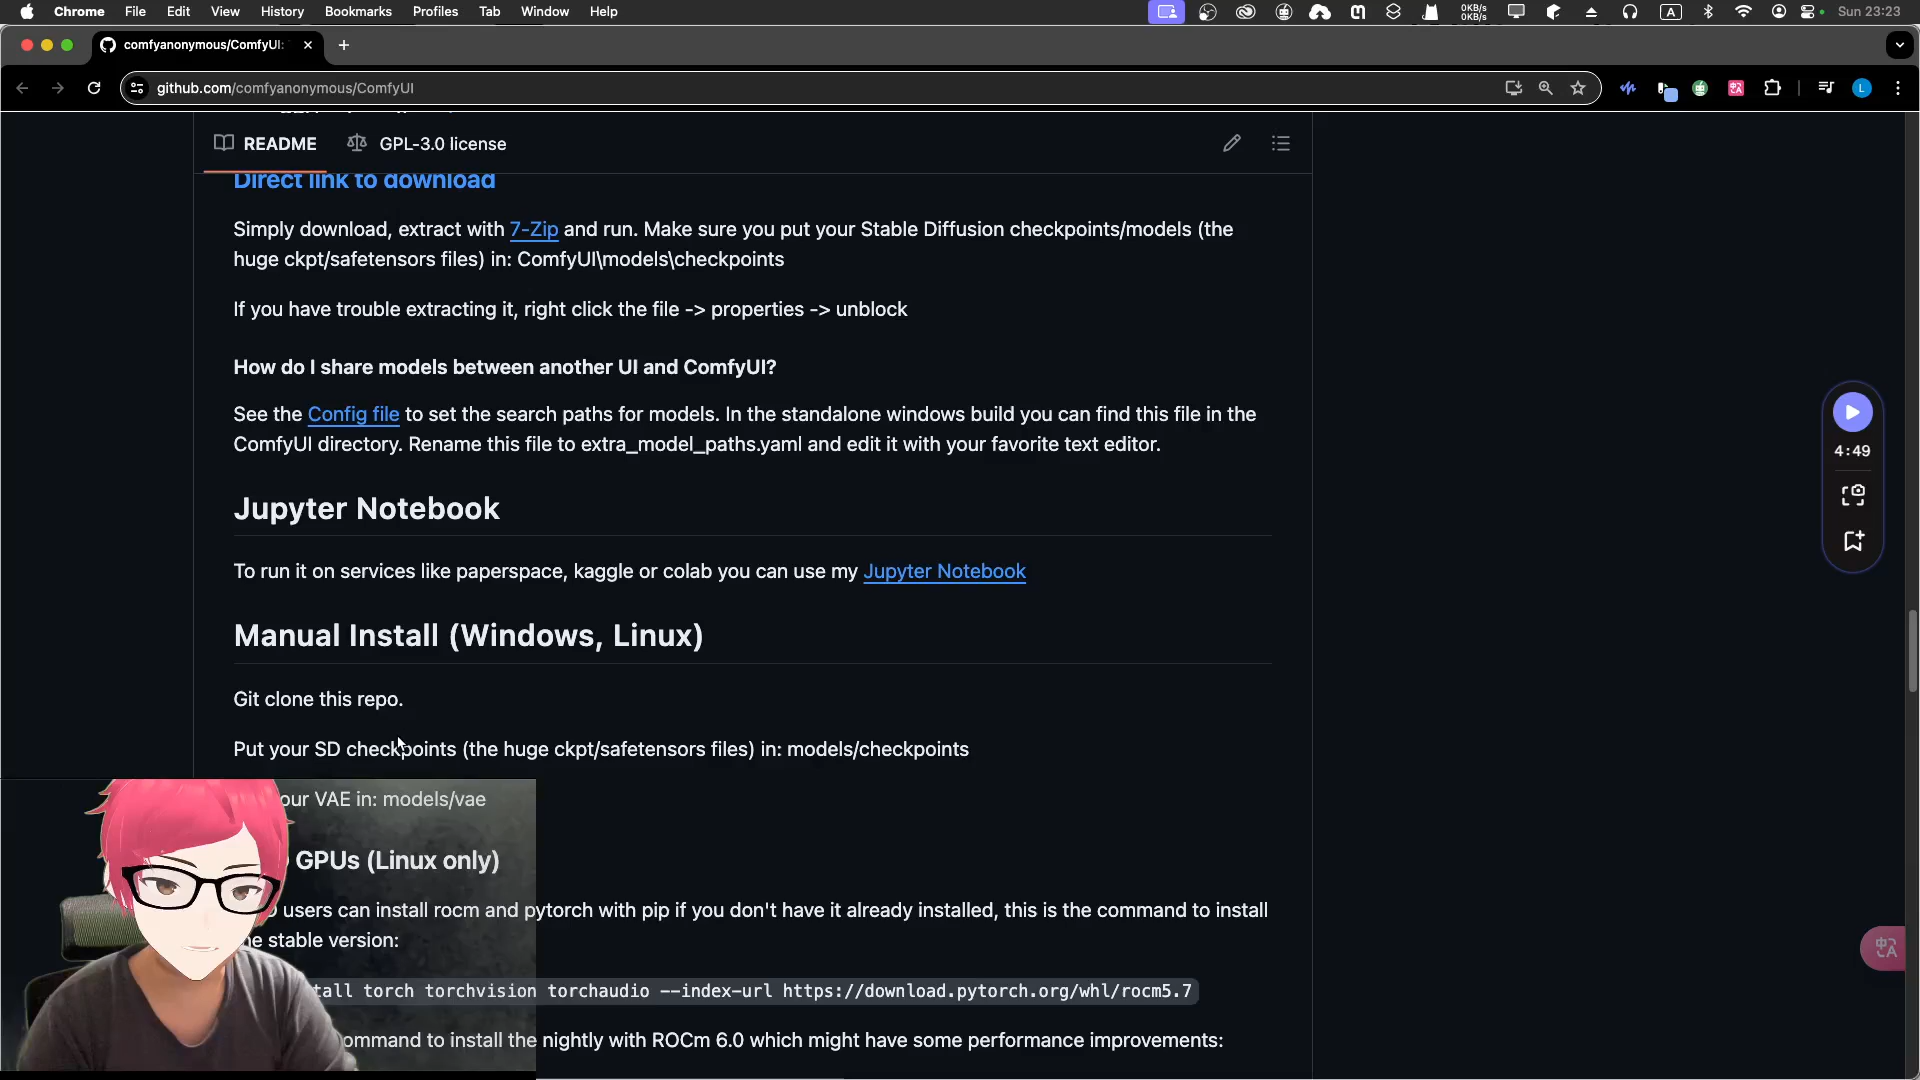 Chrome File Edit View History Bookmarks Profiles Tab Window Help
0KB/s
0KB/s
A
Sun 23:23
comfyanonymous/ComfyUI:
github.com/comfyanonymous/ComfyUI
L
README
GPL-3.0 license
Direct link to download
Simply download, extract with 7-Zip and run. Make sure you put your Stable Diffusion checkpoints/models (the
huge ckpt/safetensors files) in: ComfyUI\models\checkpoints
If you have trouble extracting it, right click the file -> properties -> unblock
How do I share models between another UI and ComfyUI?
See the Config file to set the search paths for models. In the standalone windows build you can find this file in the
ComfyUI directory. Rename this file to extra_model_paths.yaml and edit it with your favorite text editor.
4:49
Jupyter Notebook
To run it on services like paperspace, kaggle or colab you can use my Jupyter Notebook
Manual Install (Windows, Linux)
Git clone this repo.
Put your SD checkpoints (the huge ckpt/safetensors files) in: models/checkpoints
our VAE in: models/vae
GPUs (Linux only)
users can install rocm and pytorch with pip if you don't have it already installed, this is the command to install
stable version:
tall torch torchvision torchaudio --index-url https://download.pytorch.org/whl/rocm5.7
ommand to install the nightly with ROCm 6.0 which might have some performance improvements: